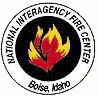 NATIONAL INTERAGENCY FIRE CENTER
Boise, Idaho